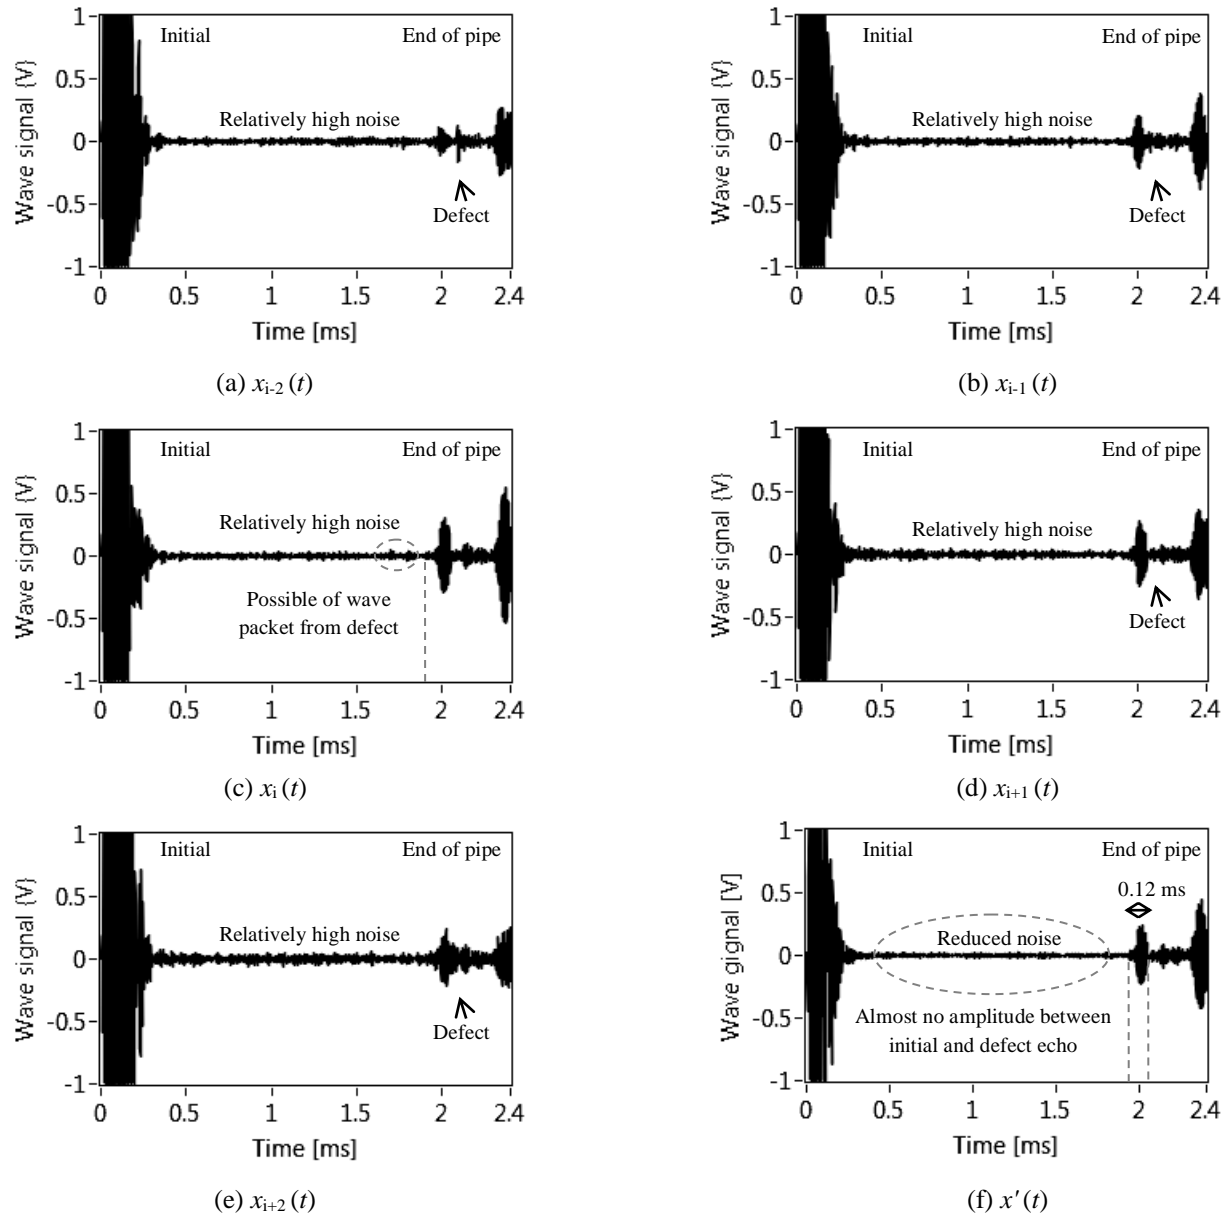 1
Initial
End of pipe
0.5
Relatively high noise
0
-0.5
Defect
-1
0 0.5 1 1.5 2 2.4
Time [ms]
Wave signal {V}
(a) xi-2 (t)
1
Initial
End of pipe
0.5
Relatively high noise
0
-0.5
Defect
-1
0 0.5 1 1.5 2 2.4
Time [ms]
Wave signal {V}
(b) xi-1 (t)
1
Initial
End of pipe
0.5
Relatively high noise
0
Possible of wave
packet from defect
-0.5
-1
0 0.5 1 1.5 2 2.4
Time [ms]
Wave signal {V}
(c) xi (t)
1
Initial
End of pipe
0.5
Relatively high noise
0
-0.5
Defect
-1
0 0.5 1 1.5 2 2.4
Time [ms]
Wave signal {V}
(d) xi+1 (t)
1
Initial
End of pipe
0.5
Relatively high noise
0
-0.5
Defect
-1
0 0.5 1 1.5 2 2.4
Time [ms]
Wave signal {V}
(e) xi+2 (t)
1
Initial
End of pipe
0.12 ms
0.5
Reduced noise
0
Almost no amplitude between
initial and defect echo
-0.5
-1
0 0.5 1 1.5 2 2.4
Time [ms]
Wave gignal [V]
(f) x′(t)